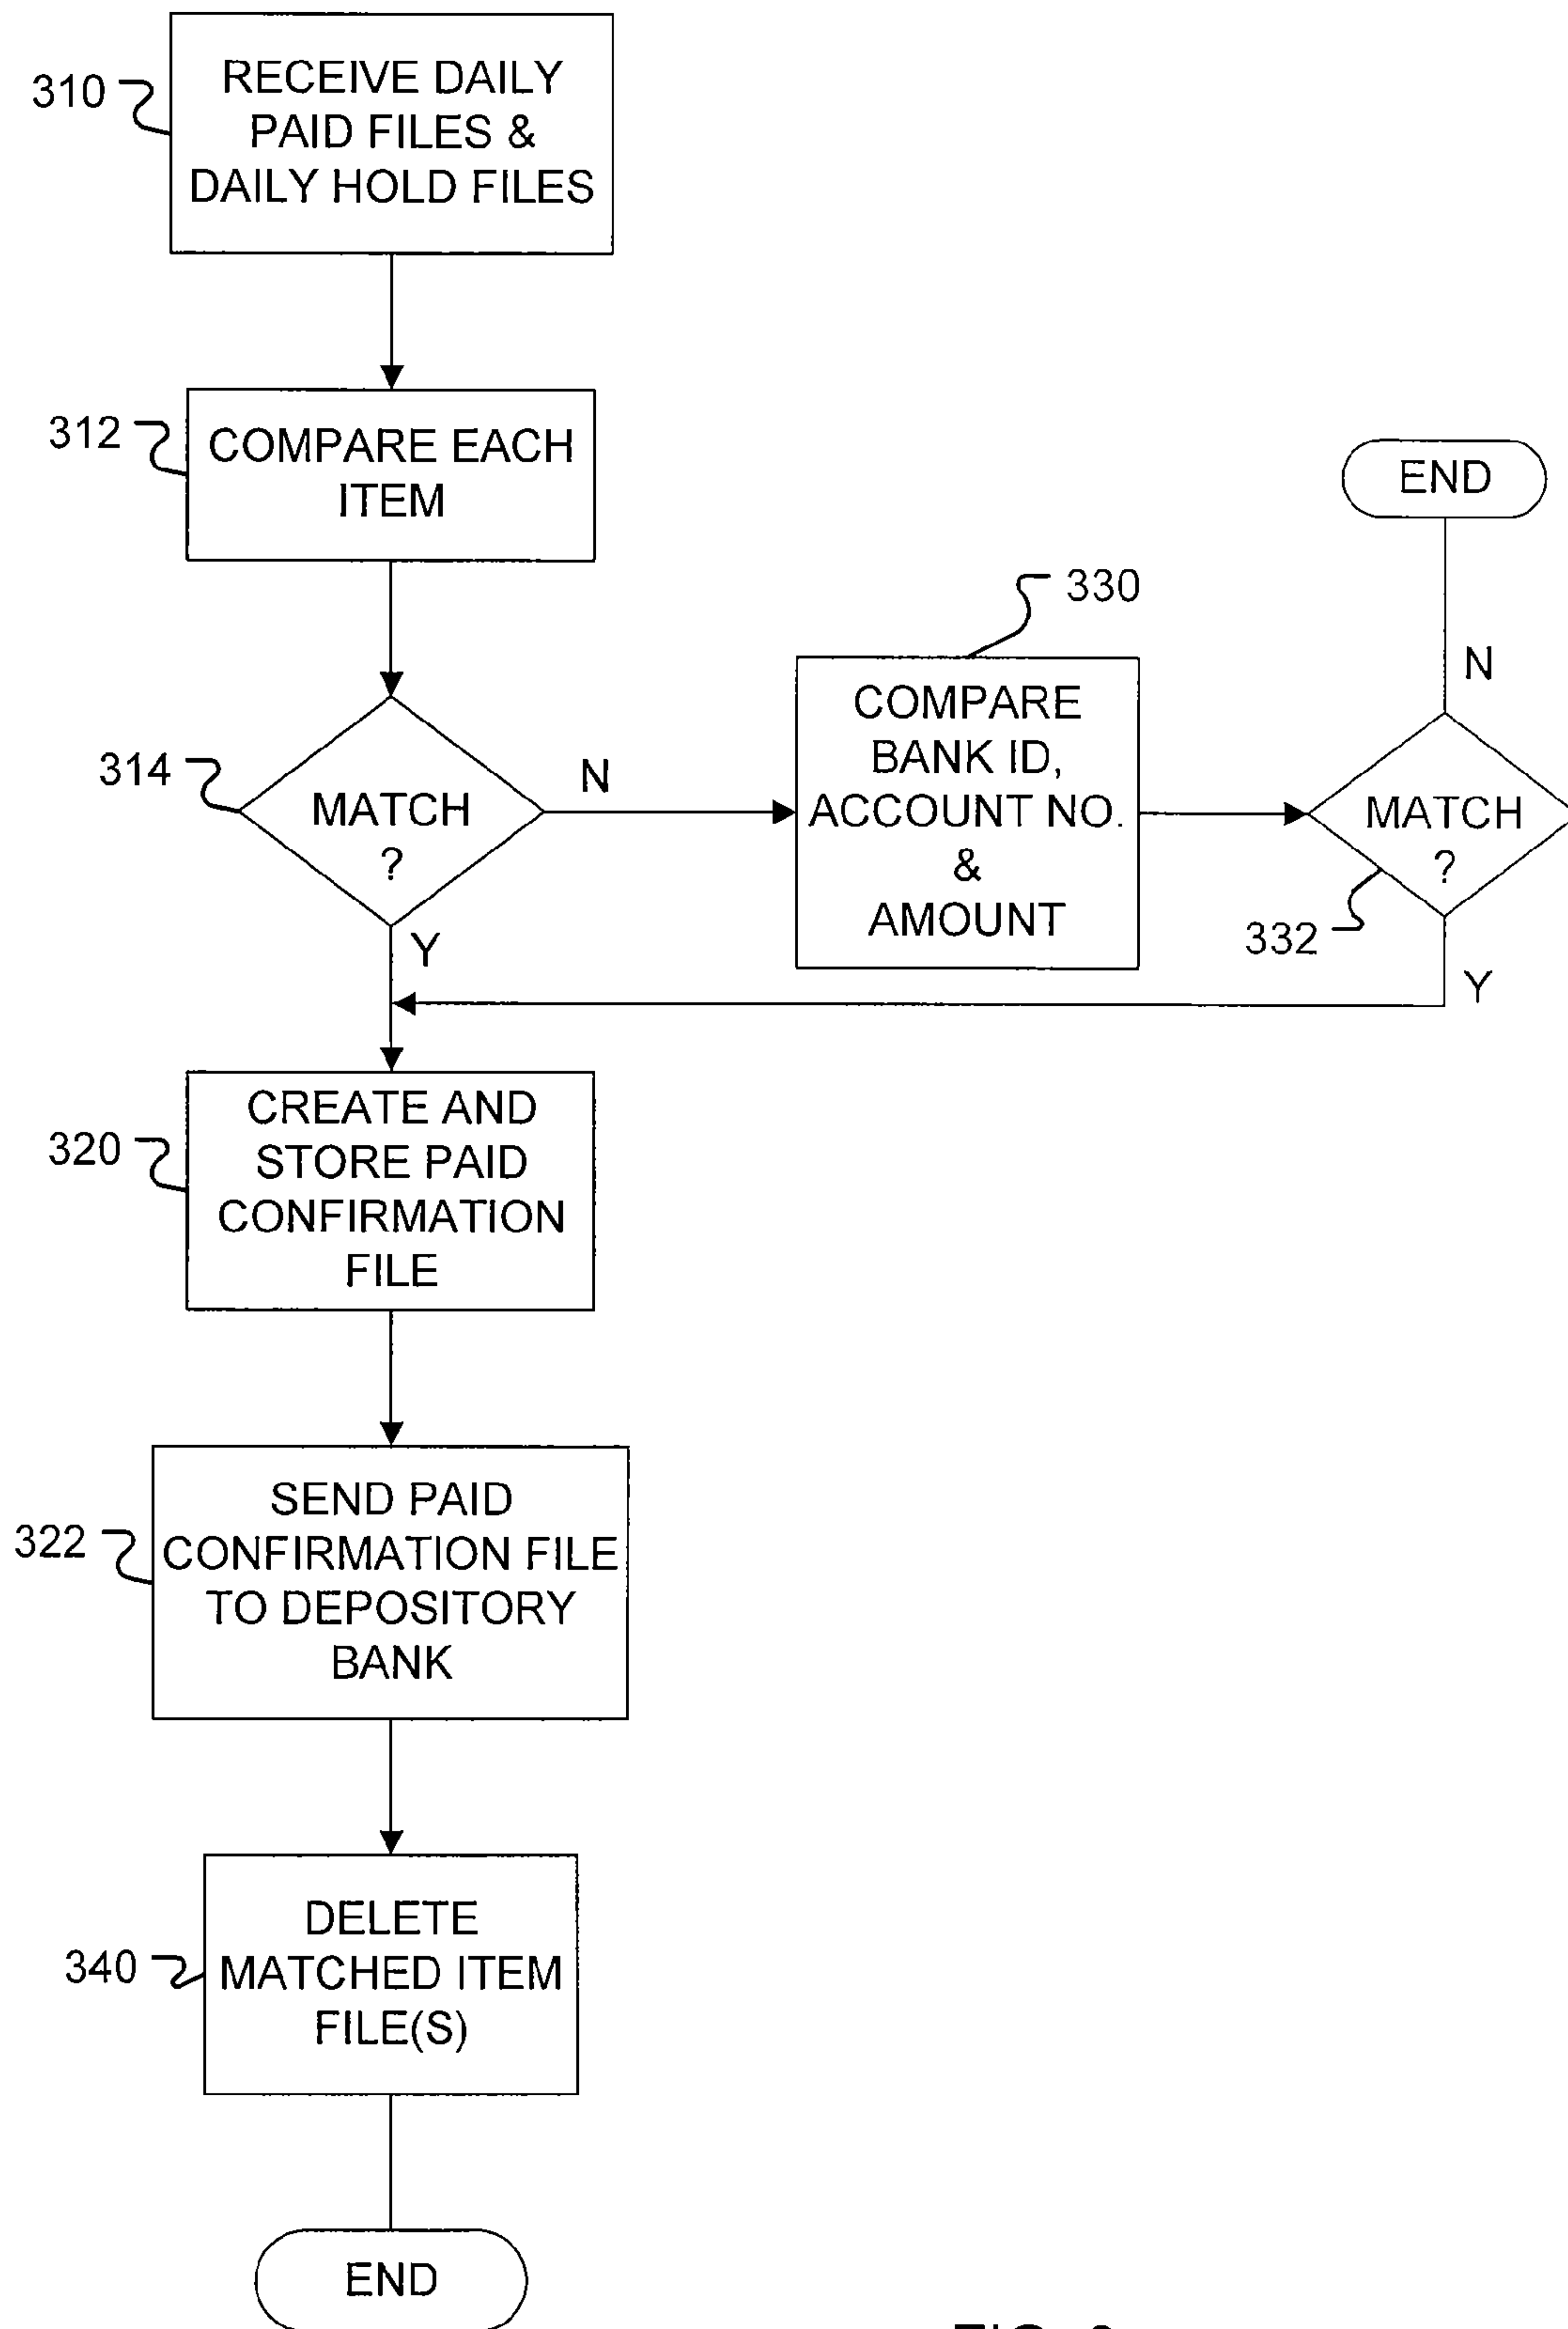 310
RECEIVE DAILY
PAID FILES &
DAILY HOLD FILES
312
COMPARE EACH
ITEM
END
330
N
314
MATCH
?
N
COMPARE
BANK ID,
ACCOUNT NO.
&
AMOUNT
MATCH
?
332
Y
Y
320
CREATE AND
STORE PAID
CONFIRMATION
FILE
322
SEND PAID
CONFIRMATION FILE
TO DEPOSITORY
BANK
340
DELETE
MATCHED ITEM
FILE(S)
END